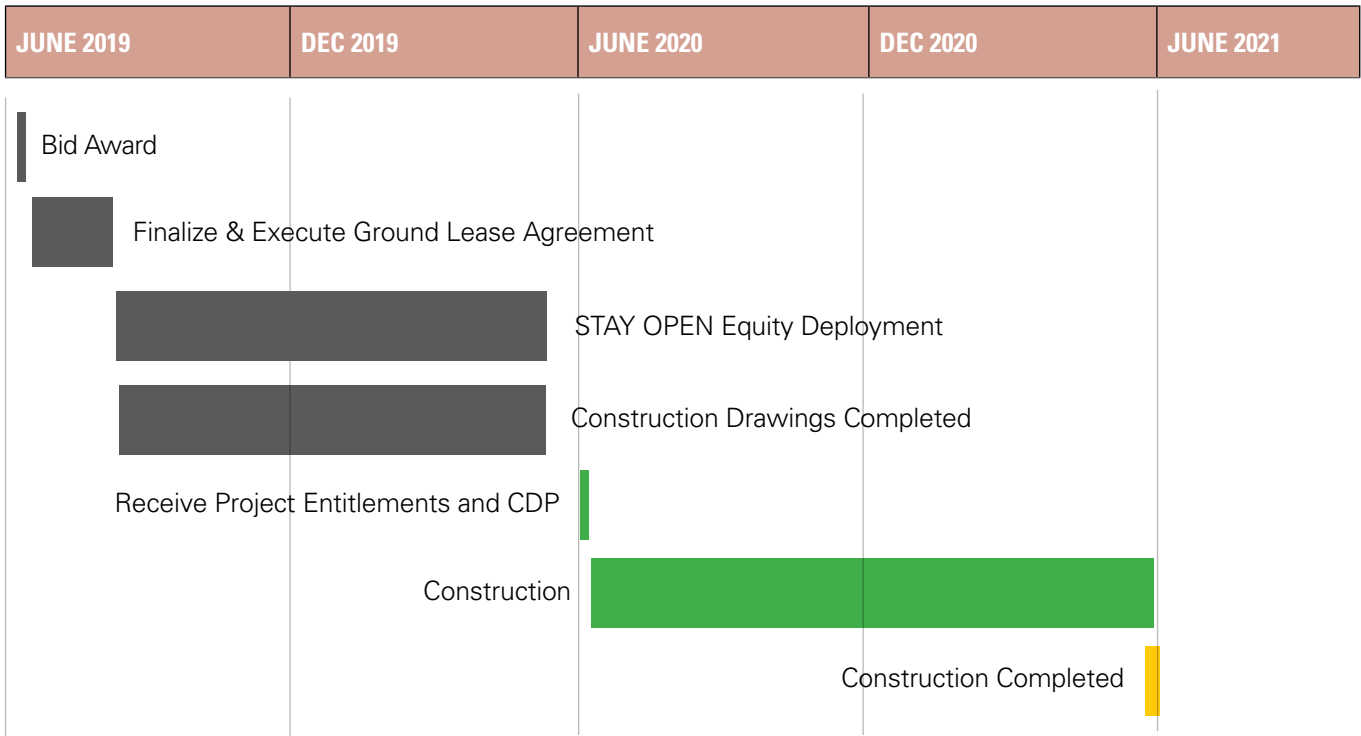 JUNE 2019
DEC 2019
JUNE 2020
DEC 2020
JUNE 2021
Bid Award
Finalize & Execute Ground Lease Agreement
STAY OPEN Equity Deployment
Construction Drawings Completed
Receive Project Entitlements and CDP
Construction
Construction Completed